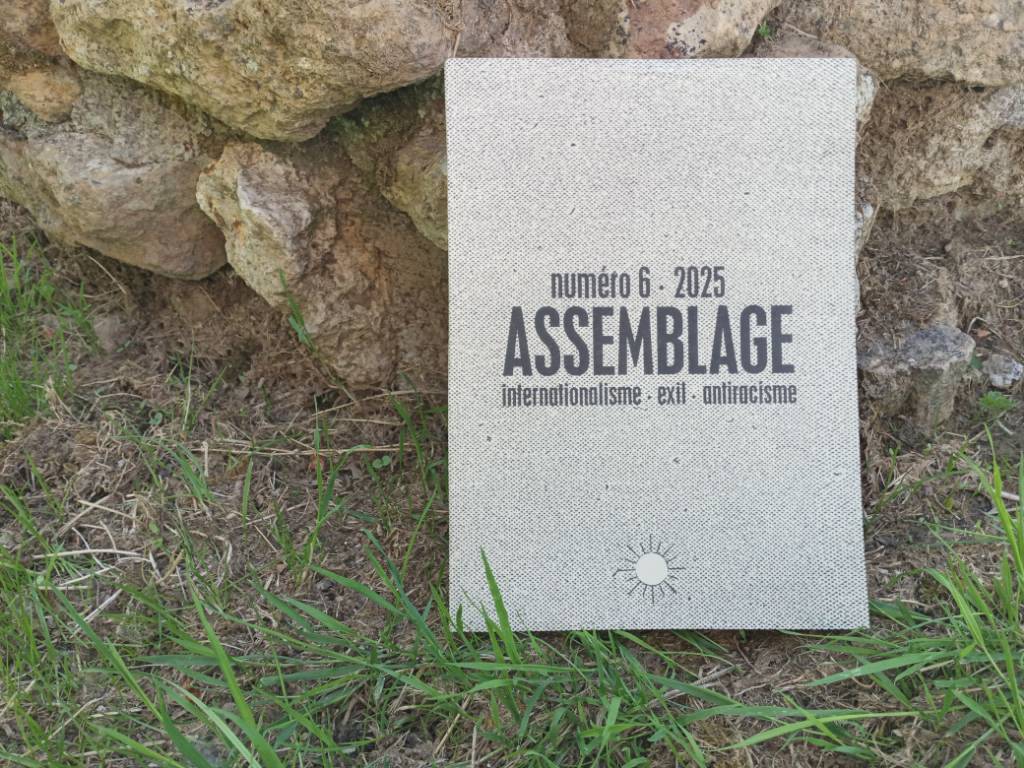 numéro 6 · 2025
ASSEMBLAGE
internationalisme · exil · antiracisme